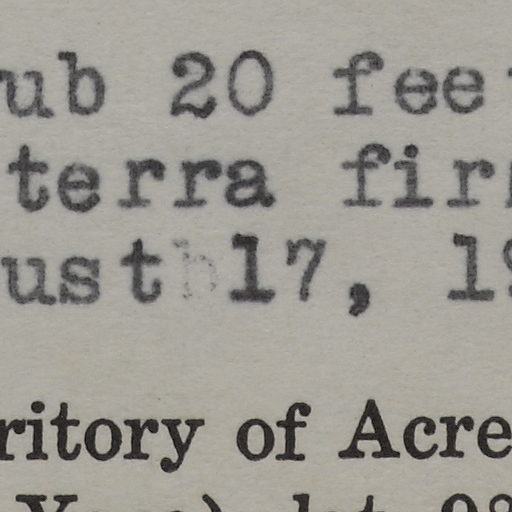 ub 20 fee
terra fir
ust 17, 19
ritory of Acre